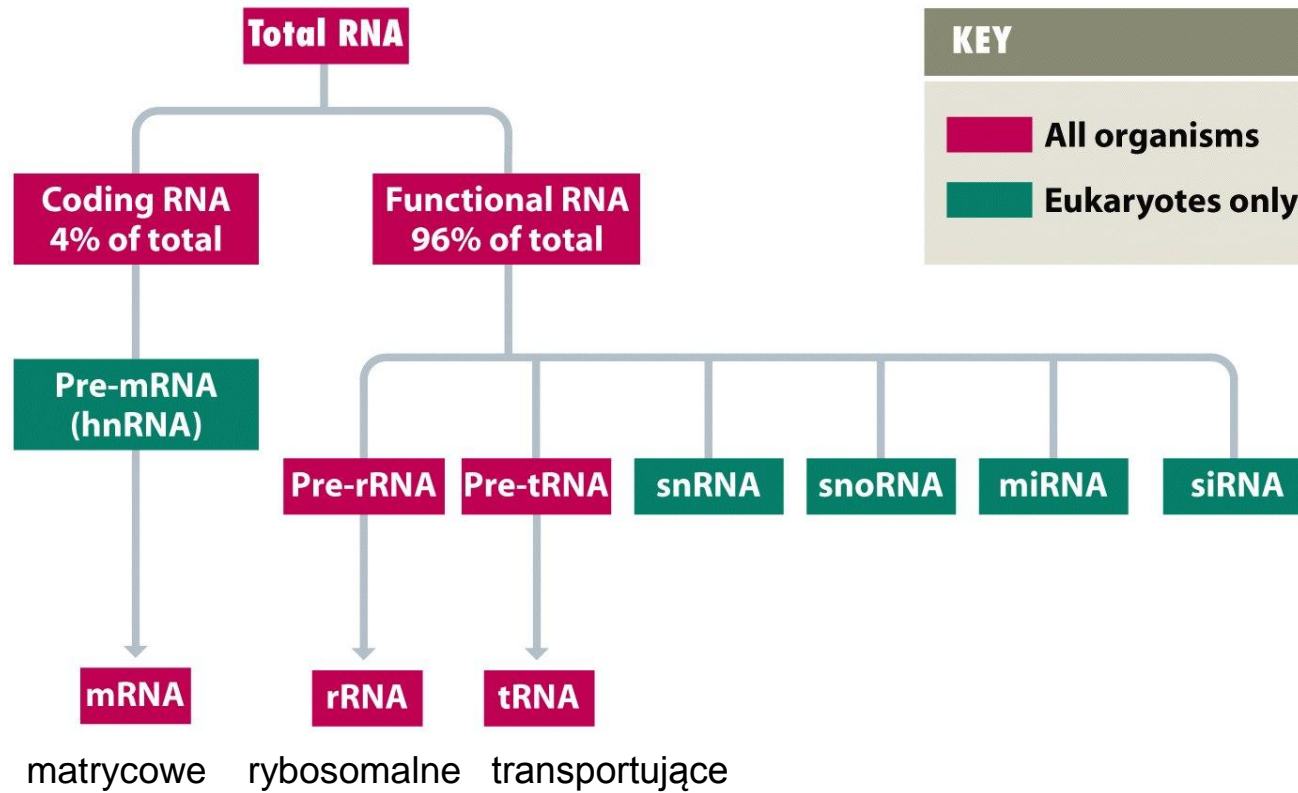 Total RNA
KEY
All organisms
Eukaryotes only
Coding RNA
4% of total
Functional RNA
96% of total
Pre-mRNA
(hnRNA)
Pre-rRNA
Pre-tRNA
snRNA
snoRNA
miRNA
siRNA
mRNA
rRNA
tRNA
matrycowe
rybosomalne
transportujące